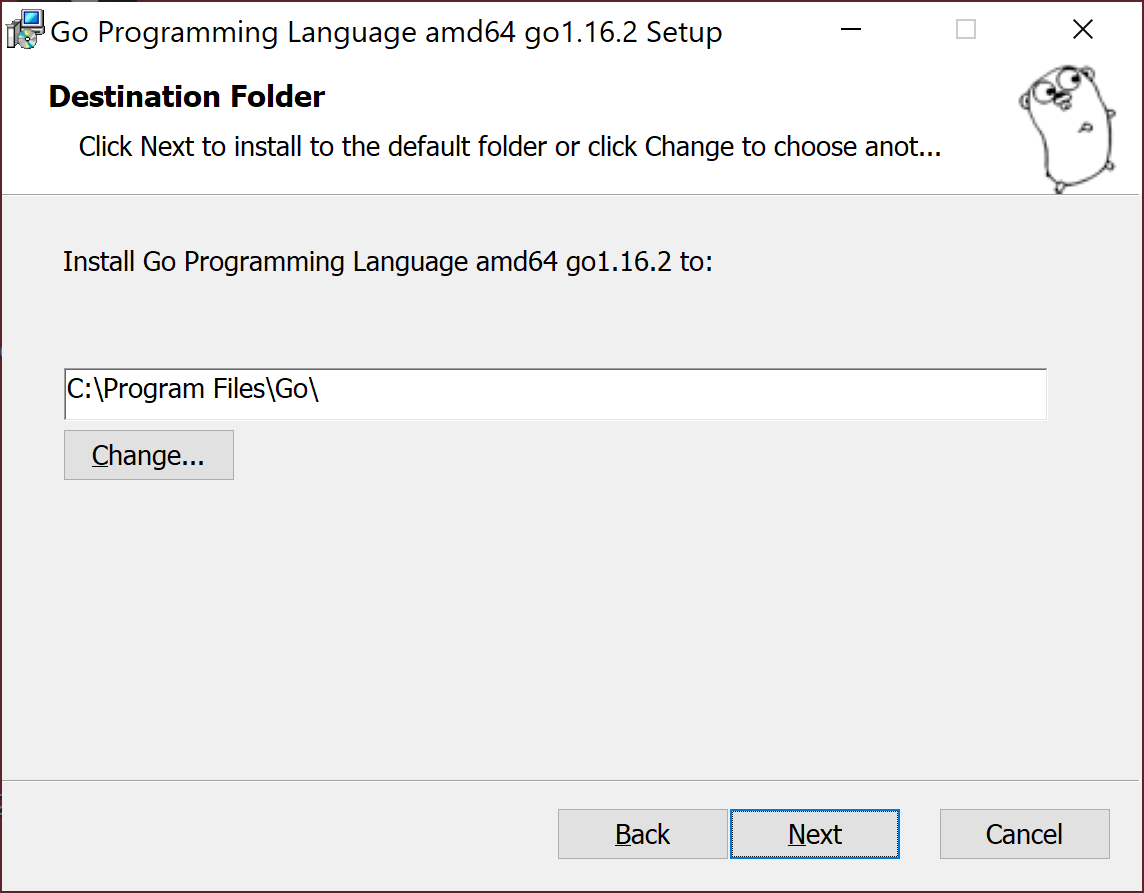 Go Programming Language amd64 go1.16.2 Setup
Destination Folder
Click Next to install to the default folder or click Change to choose anot...
Install Go Programming Language amd64 go1.16.2 to:
C:\Program Files\Go\
Change...
Back Next Cancel